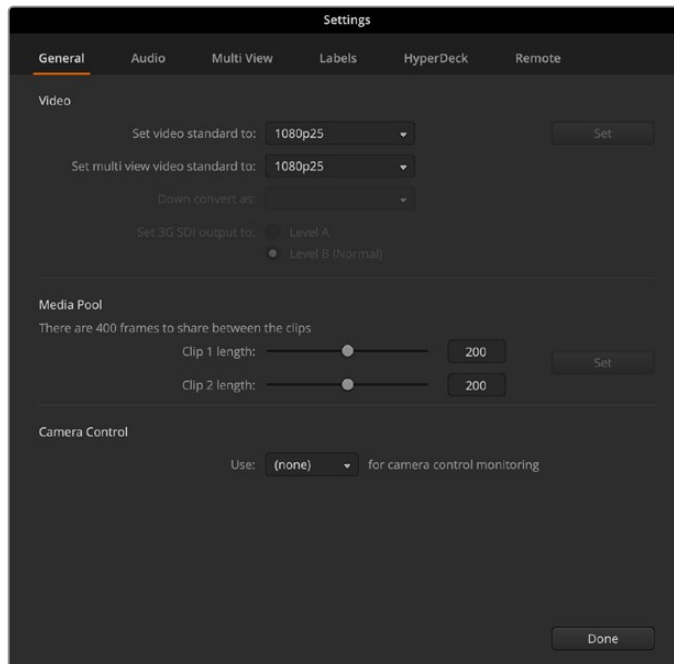 Settings
General Audio Multi View Labels HyperDeck Remote
Video
Set video standard to: 1080p25 Set
Set multi view video standard to: 1080p25
Down convert as:
Set 3G SDI output to: Level A
Level B (Normal)
Media Pool
There are 400 frames to share between the clips
Clip 1 length: 200
Set
Clip 2 length: 200
Camera Control
Use: (none) for camera control monitoring
Done